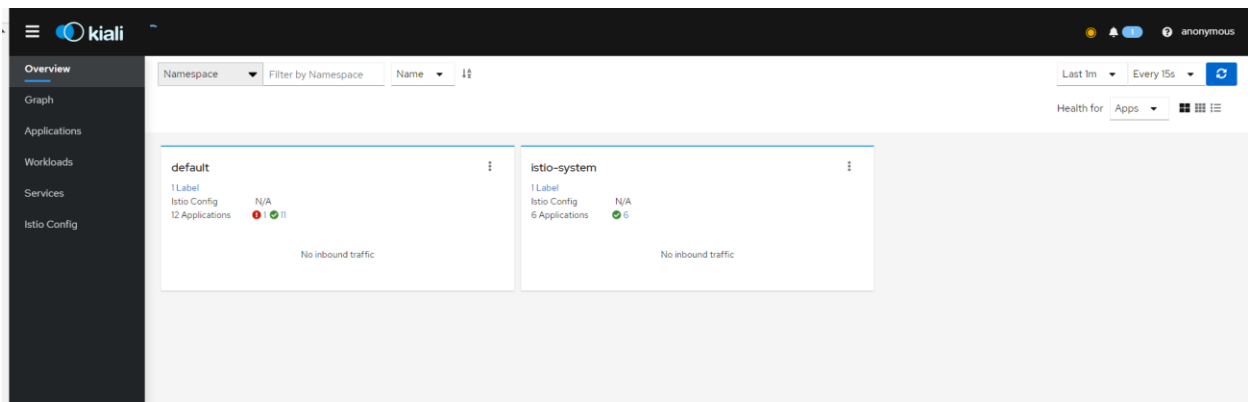 kiali
1
anonymous
Overview
Graph
Applications
Workloads
Services
Istio Config
Namespace
Filter by Namespace
Name
Last 1m
Every 15s
Health for
Apps
default
1 Label
Istio Config N/A
12 Applications 1 11
No inbound traffic
istio-system
1 Label
Istio Config N/A
6 Applications 6
No inbound traffic